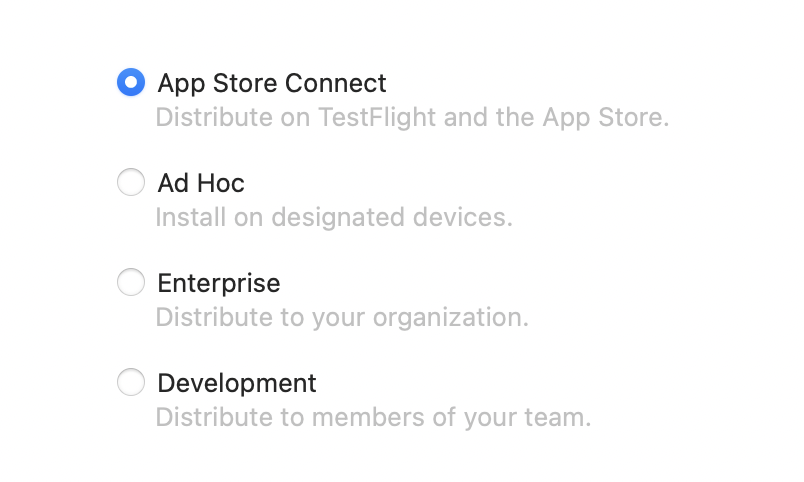 App Store Connect
Distribute on TestFlight and the App Store.
Ad Hoc
Install on designated devices.
Enterprise
Distribute to your organization.
Development
Distribute to members of your team.